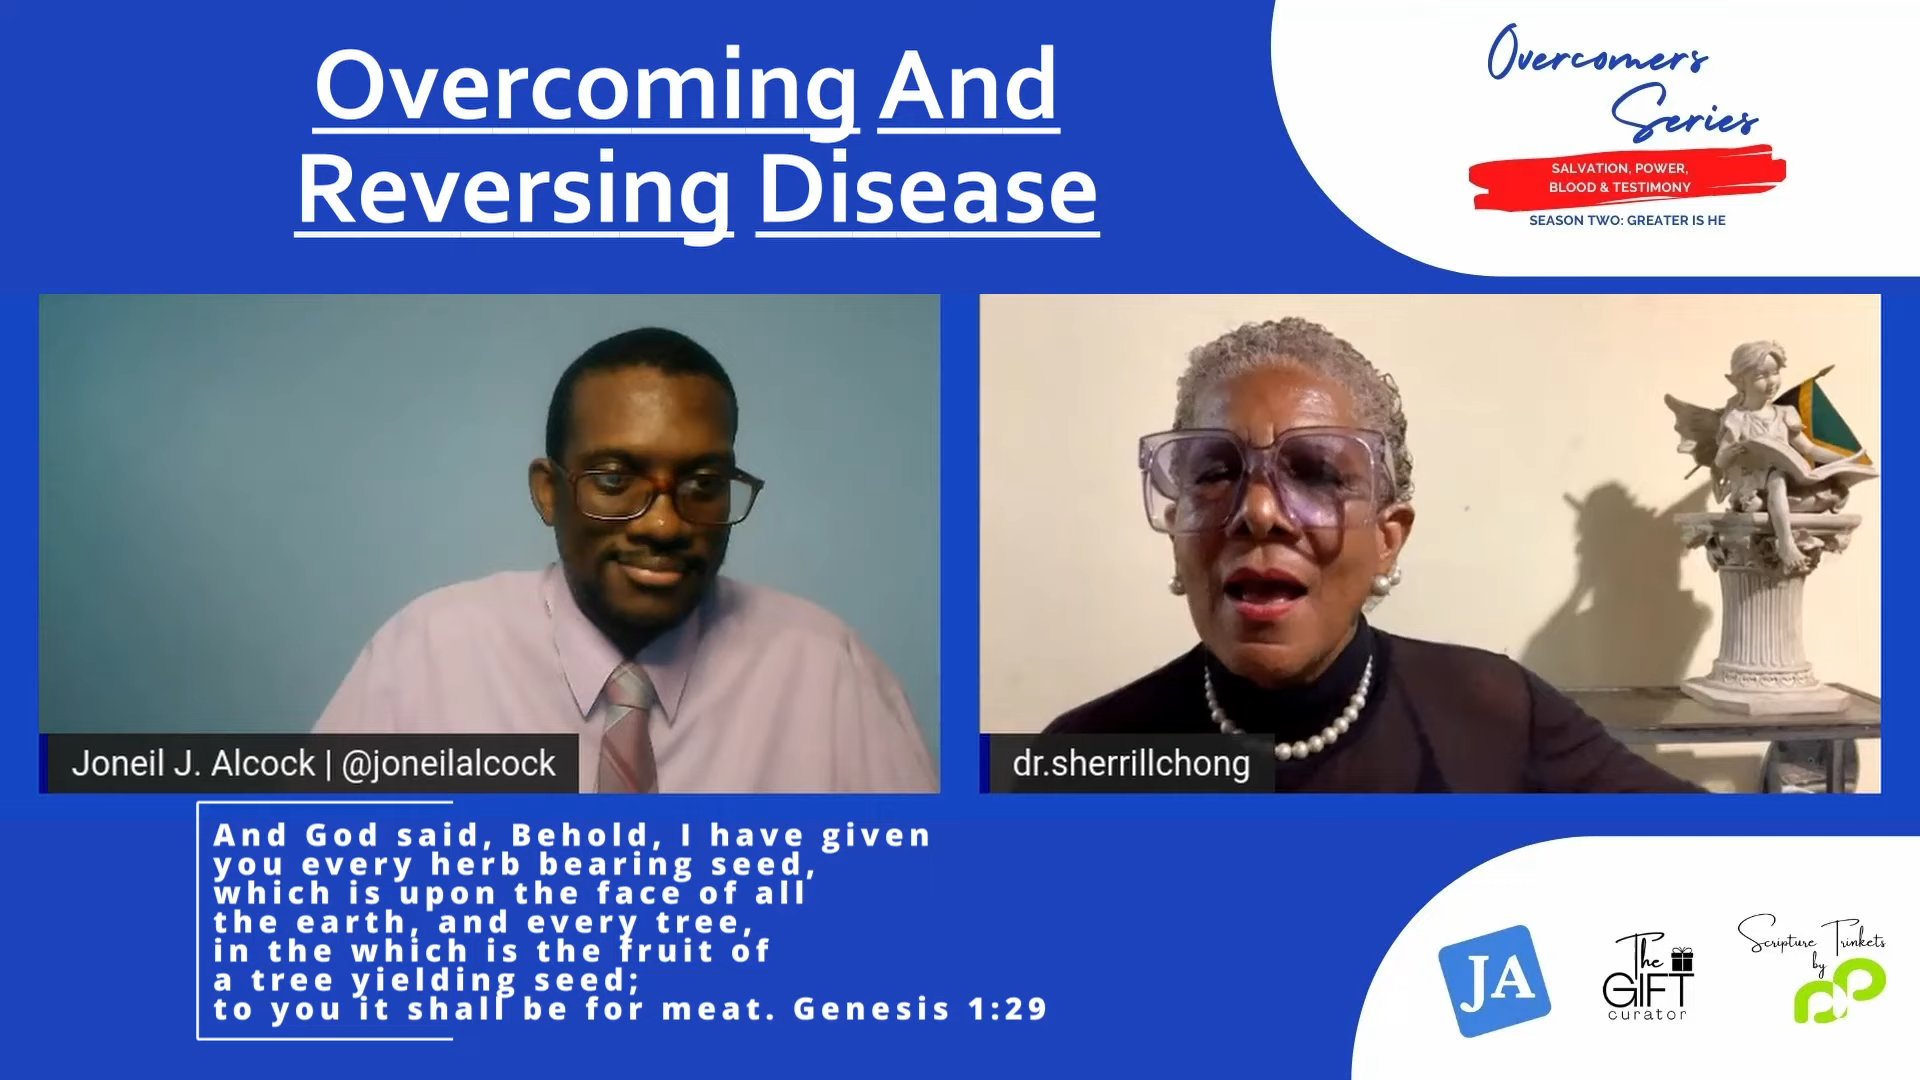 Overcoming And
Reversing Disease
Overcomers
Series
SALVATION, POWER,
BLOOD & TESTIMONY
SEASON TWO: GREATER IS HE
Joneil J. Alcock | @joneilalcock
dr.sherrillchong
And God said, Behold, I have given
you every herb bearing seed,
which is upon the face of all
the earth, and every tree,
in the which is the fruit of
a tree yielding seed;
to you it shall be for meat. Genesis 1:29
JA
The
GIFT
curator
Scripture Trinkets
by